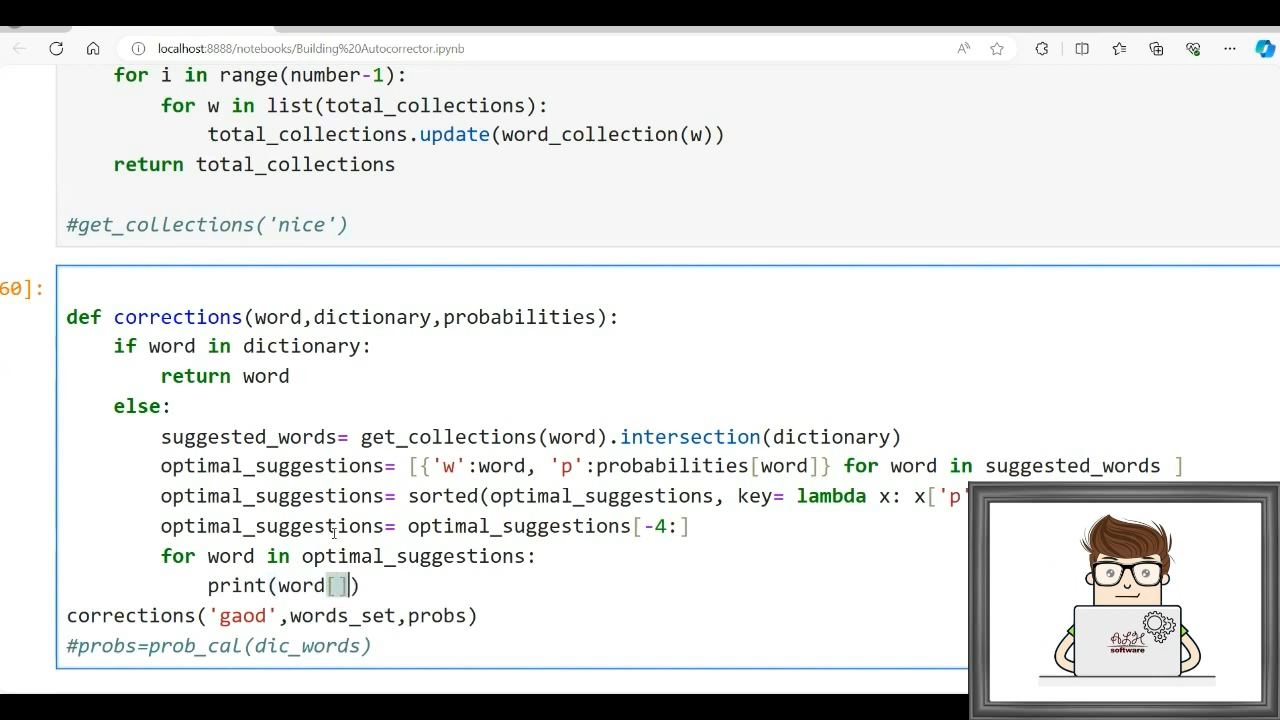 localhost:8888/notebooks/Building%20Autocorrector.ipynb
for i in range(number-1):
for w in list(total_collections):
total_collections.update(word_collection(w))
return total_collections
#get_collections('nice')
60]:
def corrections(word,dictionary,probabilities):
if word in dictionary:
return word
else:
suggested_words= get_collections(word).intersection(dictionary)
optimal_suggestions= [{'w':word, 'p':probabilities[word]} for word in suggested_words ]
optimal_suggestions= sorted(optimal_suggestions, key= lambda x: x['p'
optimal_suggestions= optimal_suggestions[-4:]
for word in optimal_suggestions:
print(word[])
corrections('gaod',words_set,probs)
#probs=prob_cal(dic_words)
ALH
software